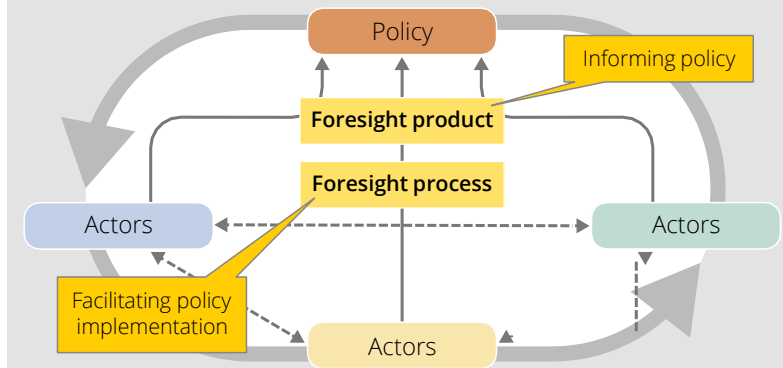 Policy
Informing policy
Foresight product
Foresight process
Actors
Actors
Facilitating policy
implementation
Actors